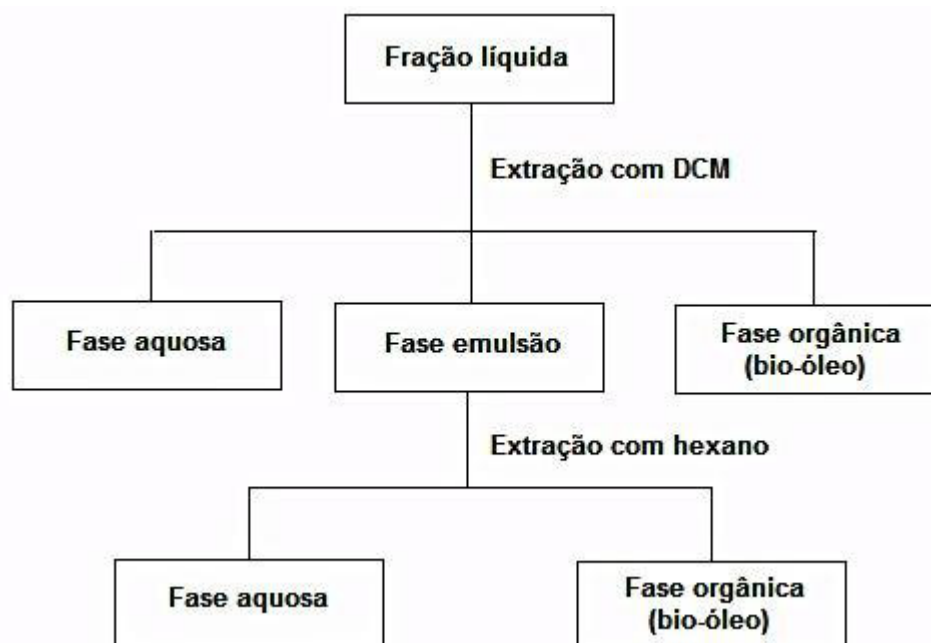 Fração líquida
Extração com DCM
Fase aquosa
Fase emulsão
Fase orgânica
(bio-óleo)
Extração com hexano
Fase aquosa
Fase orgânica
(bio-óleo)